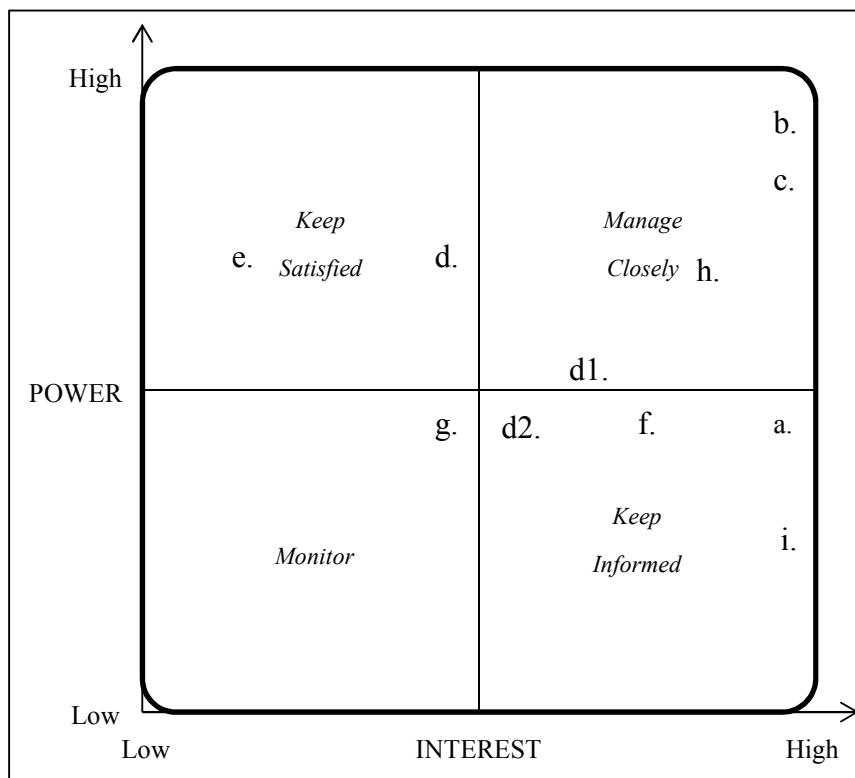 High
b.
c.
Keep
Manage
e.
Satisfied
d.
Closely
h.
d1.
POWER
g.
d2.
f.
a.
Keep
i.
Monitor
Informed
Low
Low
INTEREST
High